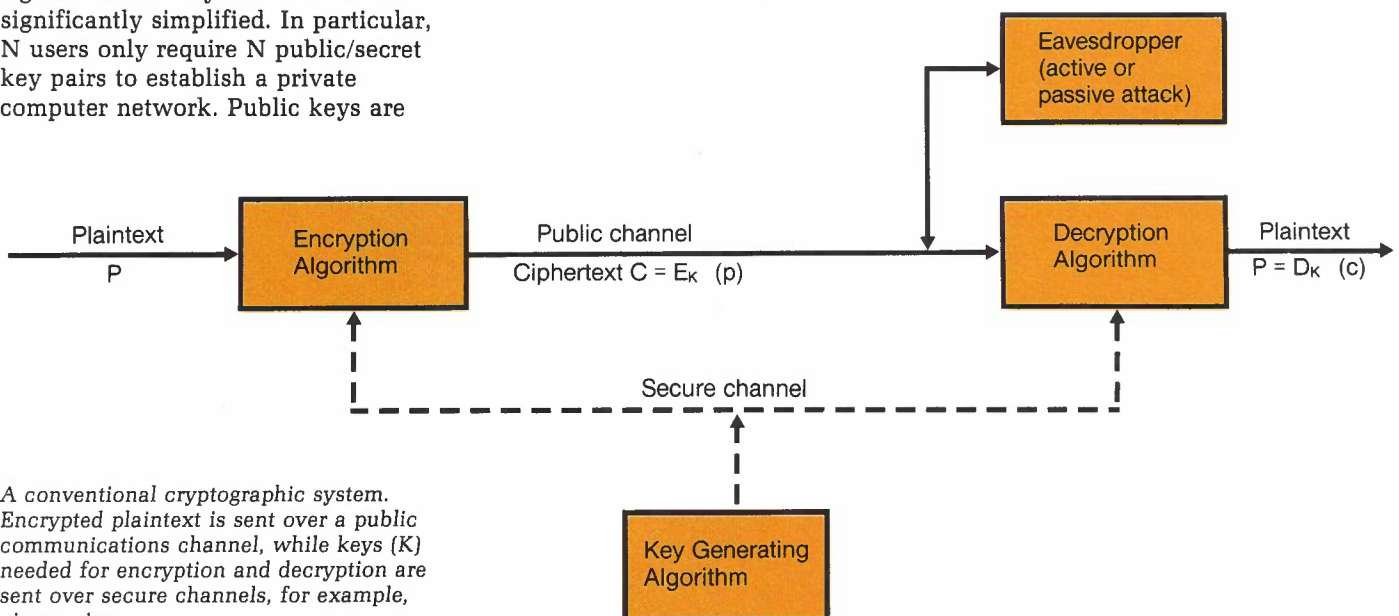 significantly simplified. In particular,
N users only require N public/secret
key pairs to establish a private
computer network. Public keys are
Eavesdropper
(active or
passive attack)
Plaintext
P
Encryption
Algorithm
Public channel
Ciphertext C = EK (p)
Decryption
Algorithm
Plaintext
P = DK (c)
Secure channel
Key Generating
Algorithm
A conventional cryptographic system.
Encrypted plaintext is sent over a public
communications channel, while keys (K)
needed for encryption and decryption are
sent over secure channels, for example,